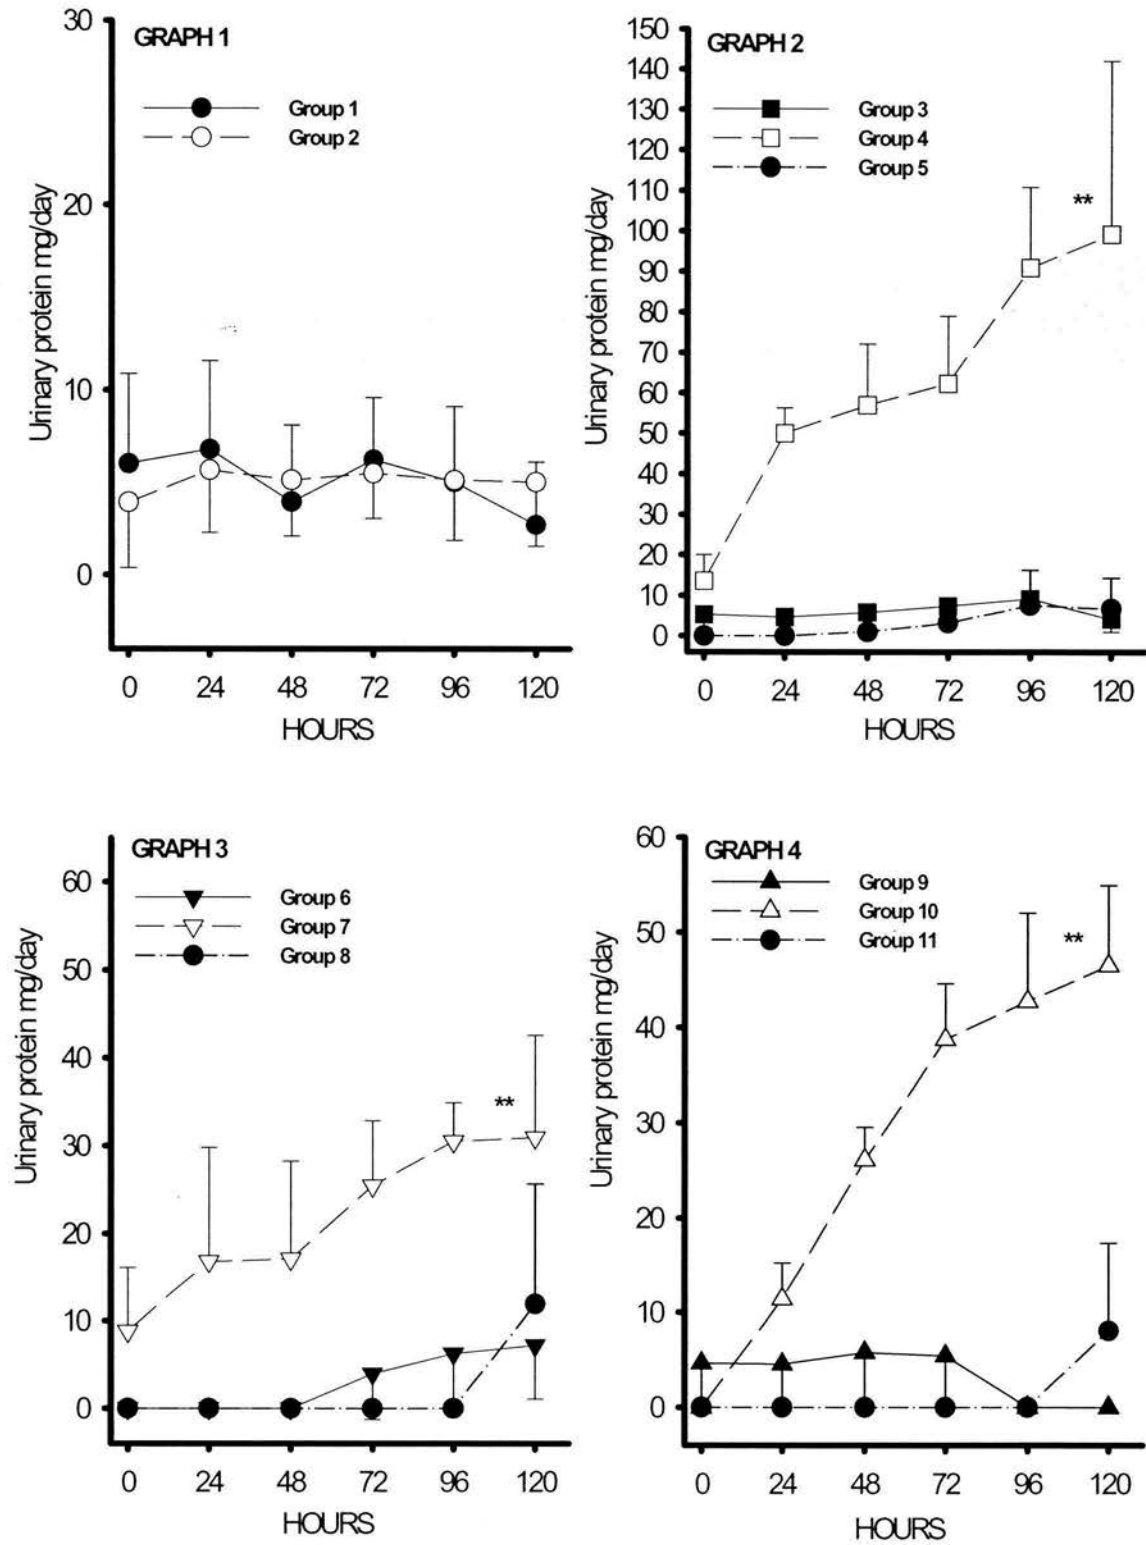 GRAPH 1
Group 1
Group 2
30
20
10
0
Urinary protein mg/day
0 24 48 72 96 120
HOURS
GRAPH 2
Group 3
Group 4
Group 5
150
140
130
120
110
100
90
80
70
60
50
40
30
20
10
0
**
Urinary protein mg/day
0 24 48 72 96 120
HOURS
GRAPH 3
Group 6
Group 7
Group 8
60
50
40
30
20
10
0
**
Urinary protein mg/day
0 24 48 72 96 120
HOURS
GRAPH 4
Group 9
Group 10
Group 11
60
50
40
30
20
10
0
**
Urinary protein mg/day
0 24 48 72 96 120
HOURS